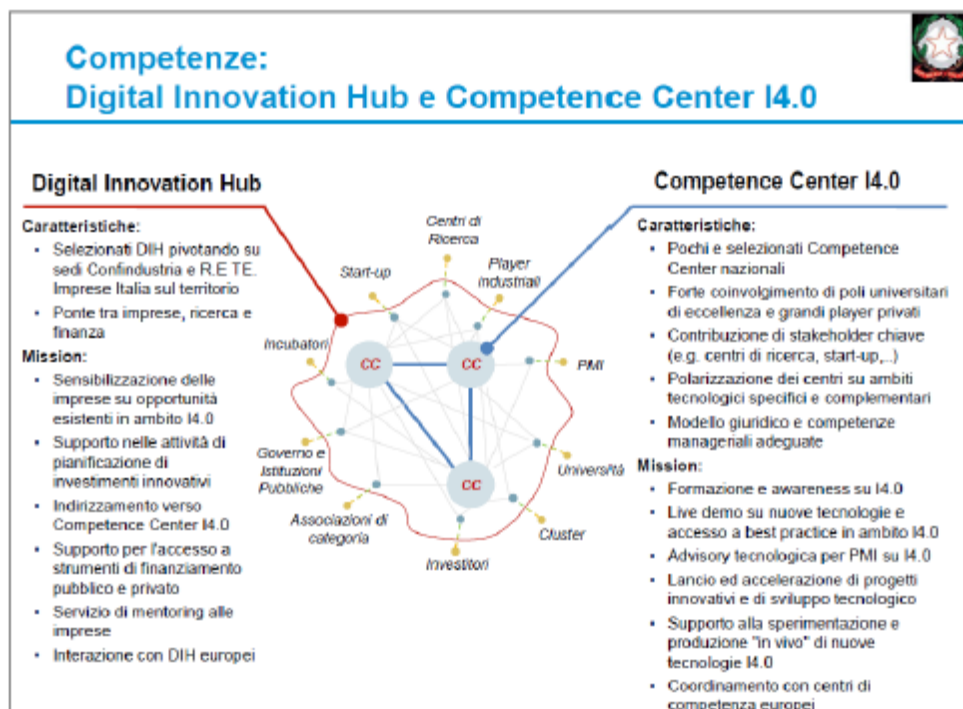 Competenze:
Digital Innovation Hub e Competence Center I4.0
Digital Innovation Hub
Caratteristiche:
• Selezionati DIH pivotando su
sedi Confindustria e R.E TE.
Imprese Italia sul territorio
• Ponte tra imprese, ricerca e
finanza
Mission:
• Sensibilizzazione delle
imprese su opportunità
esistenti in ambito I4.0
• Supporto nelle attività di
pianificazione di
investimenti innovativi
• Indirizzamento verso
Competence Center I4.0
• Supporto per l'accesso a
strumenti di finanziamento
pubblico e privato
• Servizio di mentoring alle
imprese
• Interazione con DIH europei
Centri di
Ricerca
Start-up
Player
industriali
Incubatori
CC
CC
PMI
Governo e
Istituzioni
Pubbliche
CC
Università
Associazioni di
categoria
Cluster
Investitori
Competence Center I4.0
Caratteristiche:
• Pochi e selezionati Competence
Center nazionali
• Forte coinvolgimento di poli universitari
di eccellenza e grandi player privati
• Contribuzione di stakeholder chiave
(e.g. centri di ricerca, start-up,..)
• Polarizzazione dei centri su ambiti
tecnologici specifici e complementari
• Modello giuridico e competenze
manageriali adeguate
Mission:
• Formazione e awareness su I4.0
• Live demo su nuove tecnologie e
accesso a best practice in ambito I4.0
• Advisory tecnologica per PMI su I4.0
• Lancio ed accelerazione di progetti
innovativi e di sviluppo tecnologico
• Supporto alla sperimentazione e
produzione "in vivo" di nuove
tecnologie I4.0
• Coordinamento con centri di
competenza europei